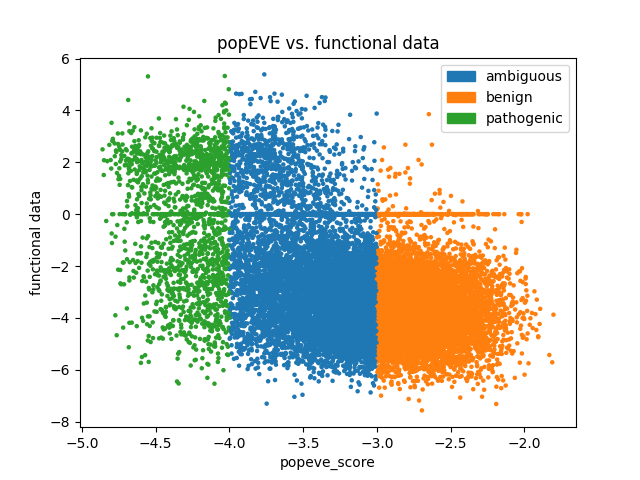 popEVE vs. functional data
6
4
2
0
−2
−4
−6
−8
functional data
ambiguous
benign
pathogenic
−5.0 −4.5 −4.0 −3.5 −3.0 −2.5 −2.0
popeve_score